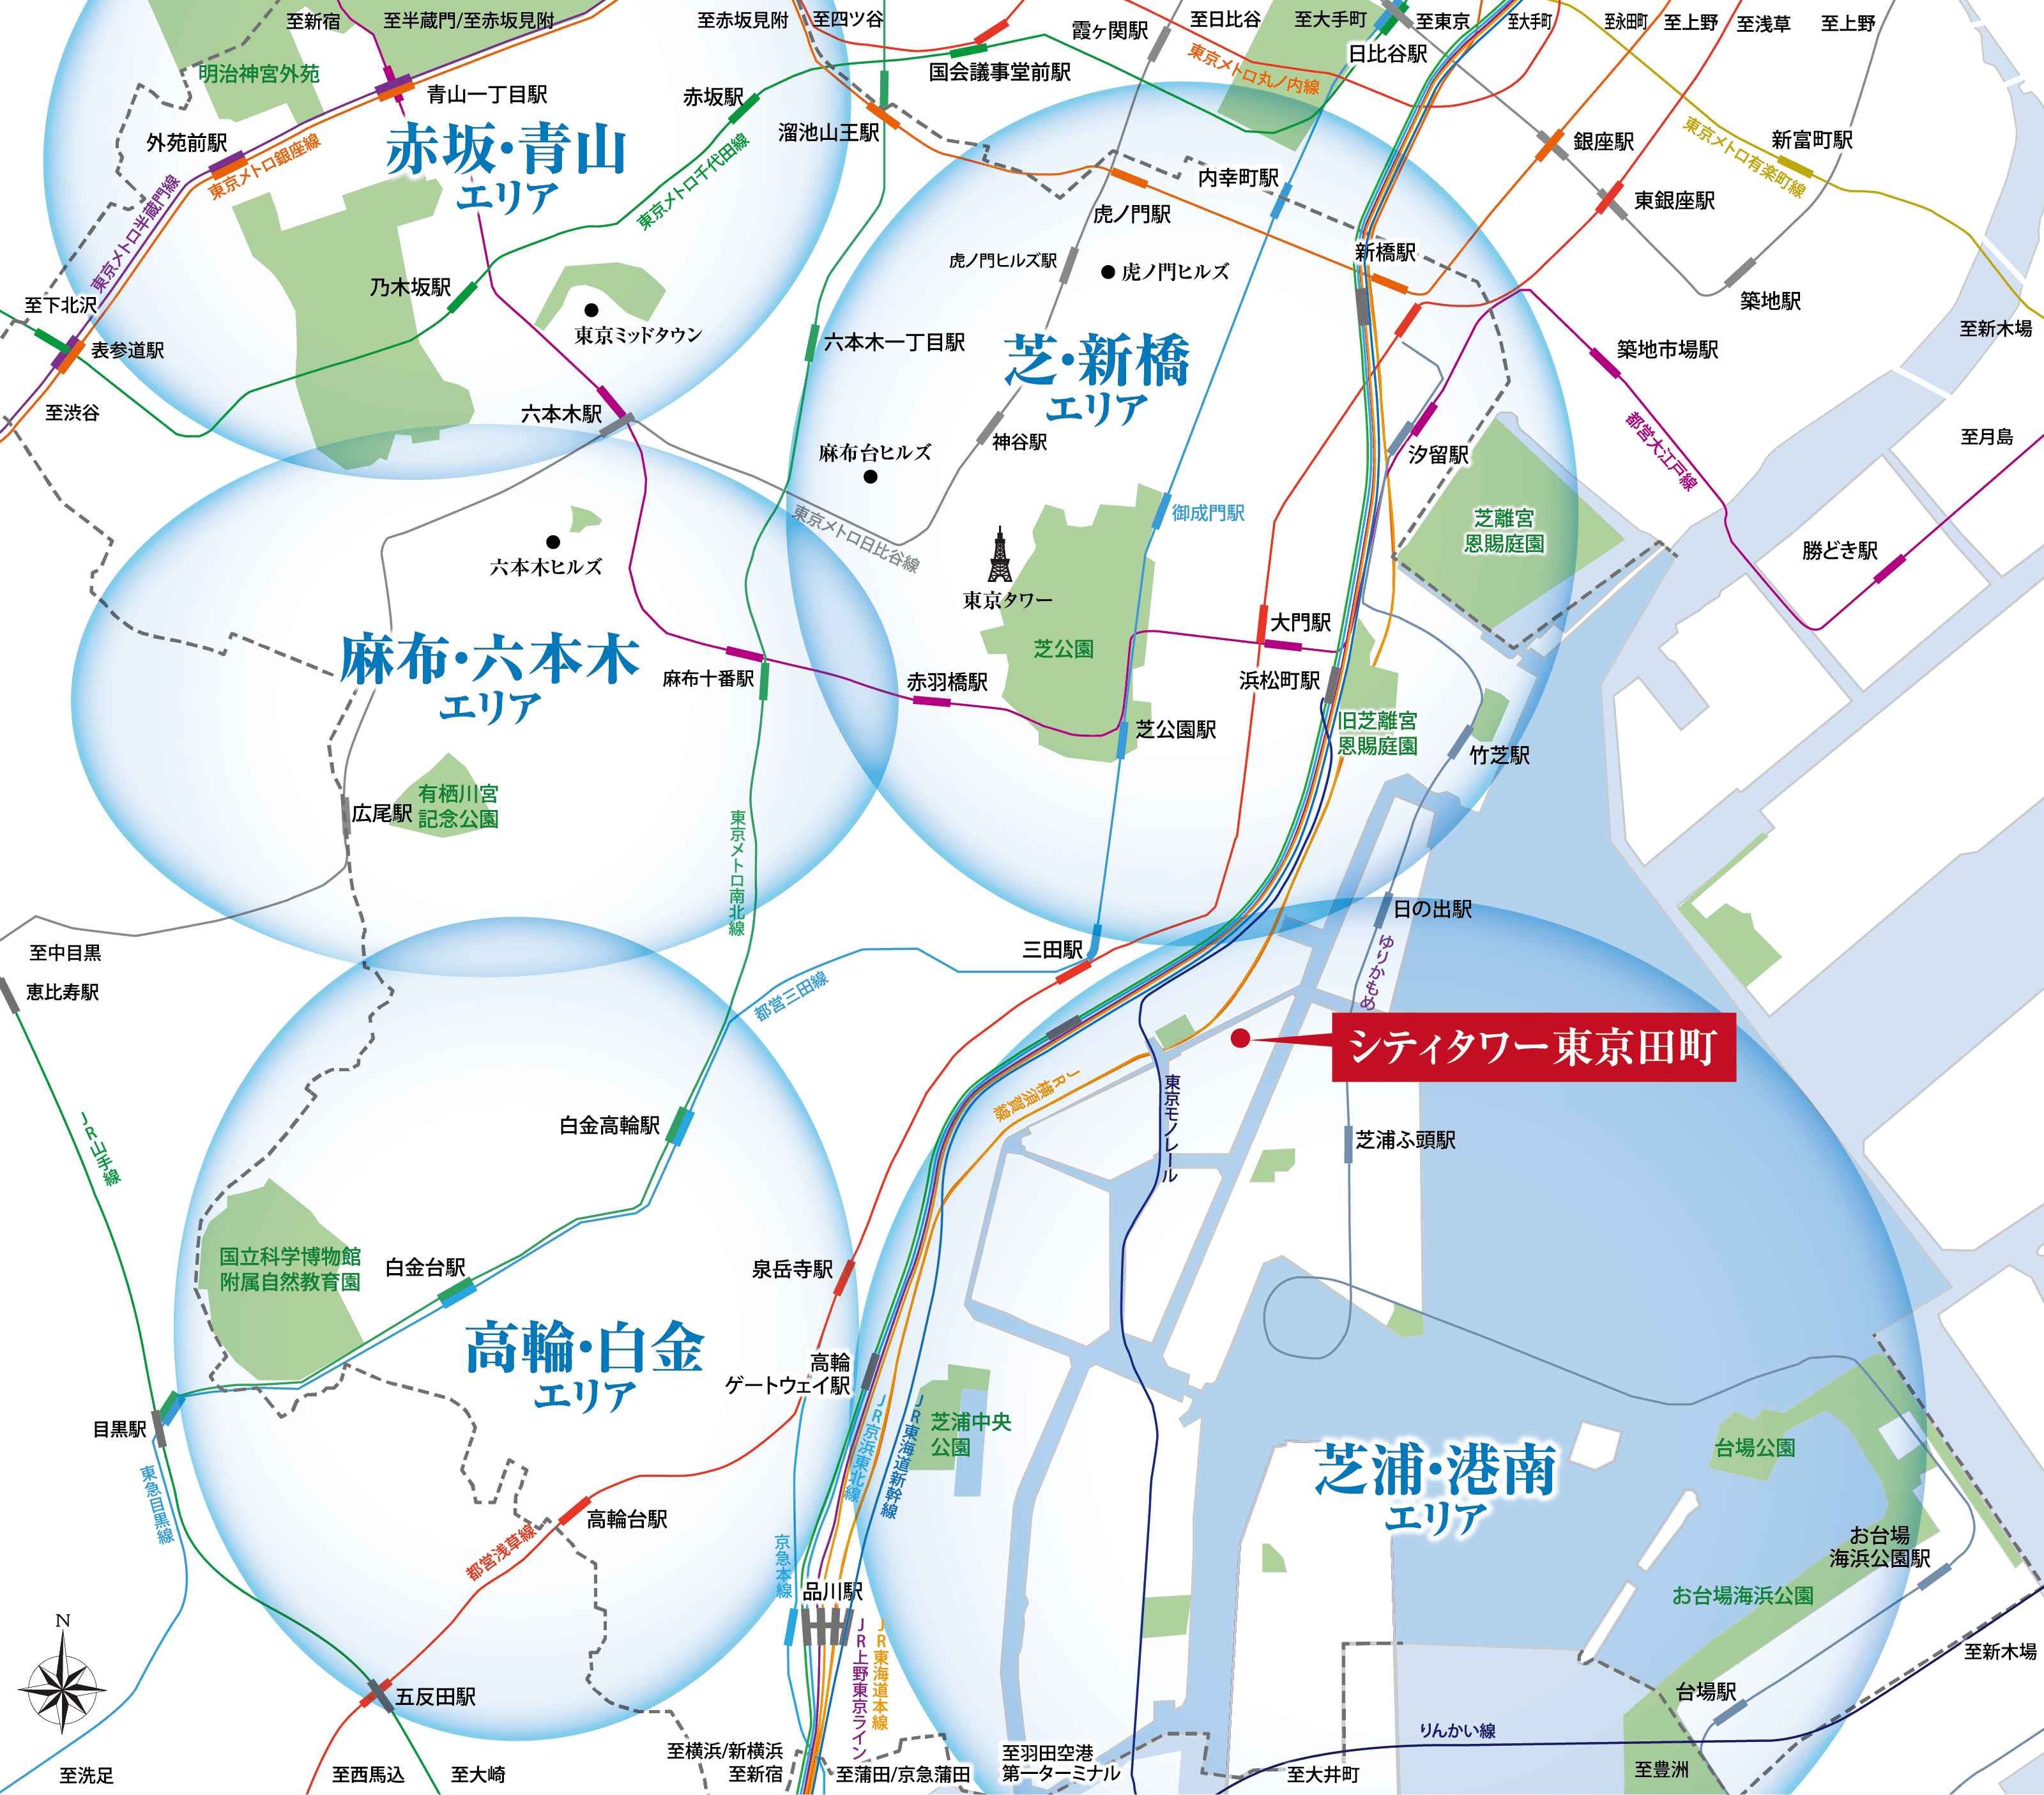 至新宿
至半蔵門/至赤坂見附
至赤坂見附
至四ツ谷
霞ヶ関駅
至日比谷
至大手町
至東京
至大手町
至永田町
至上野
至浅草
至上野
日比谷駅
国会議事堂前駅
東京メトロ丸ノ内線
明治神宮外苑
青山一丁目駅
赤坂駅
溜池山王駅
外苑前駅
東京メトロ銀座線
赤坂・青山
エリア
東京メトロ千代田線
東京メトロ半蔵門線
内幸町駅
虎ノ門駅
銀座駅
新富町駅
東京メトロ有楽町線
東銀座駅
新橋駅
虎ノ門ヒルズ駅
虎ノ門ヒルズ
築地駅
至新木場
乃木坂駅
至下北沢
東京ミッドタウン
表参道駅
六本木一丁目駅
芝・新橋
エリア
築地市場駅
至渋谷
六本木駅
麻布台ヒルズ
神谷駅
汐留駅
都営大江戸線
至月島
東京メトロ日比谷線
御成門駅
芝離宮
恩賜庭園
勝どき駅
六本木ヒルズ
東京タワー
麻布・六本木
エリア
麻布十番駅
赤羽橋駅
芝公園
大門駅
浜松町駅
芝公園駅
旧芝離宮
恩賜庭園
竹芝駅
広尾駅
有栖川宮
記念公園
東京メトロ南北線
日の出駅
ゆりかもめ
三田駅
都営三田線
至中目黒
恵比寿駅
シティタワー東京田町
JR横須賀線
東京モノレール
JR山手線
白金高輪駅
芝浦ふ頭駅
国立科学博物館
附属自然教育園
白金台駅
泉岳寺駅
高輪・白金
エリア
高輪
ゲートウェイ駅
目黒駅
東急目黒線
JR京浜東北線
JR東海道新幹線
芝浦中央
公園
芝浦・港南
エリア
台場公園
高輪台駅
都営浅草線
京急本線
品川駅
お台場
海浜公園駅
お台場海浜公園
JR上野東京ライン
JR東海道本線
N
五反田駅
台場駅
至新木場
りんかい線
至洗足
至西馬込
至大崎
至横浜/新横浜
至新宿
至蒲田/京急蒲田
至羽田空港
第一ターミナル
至大井町
至豊洲